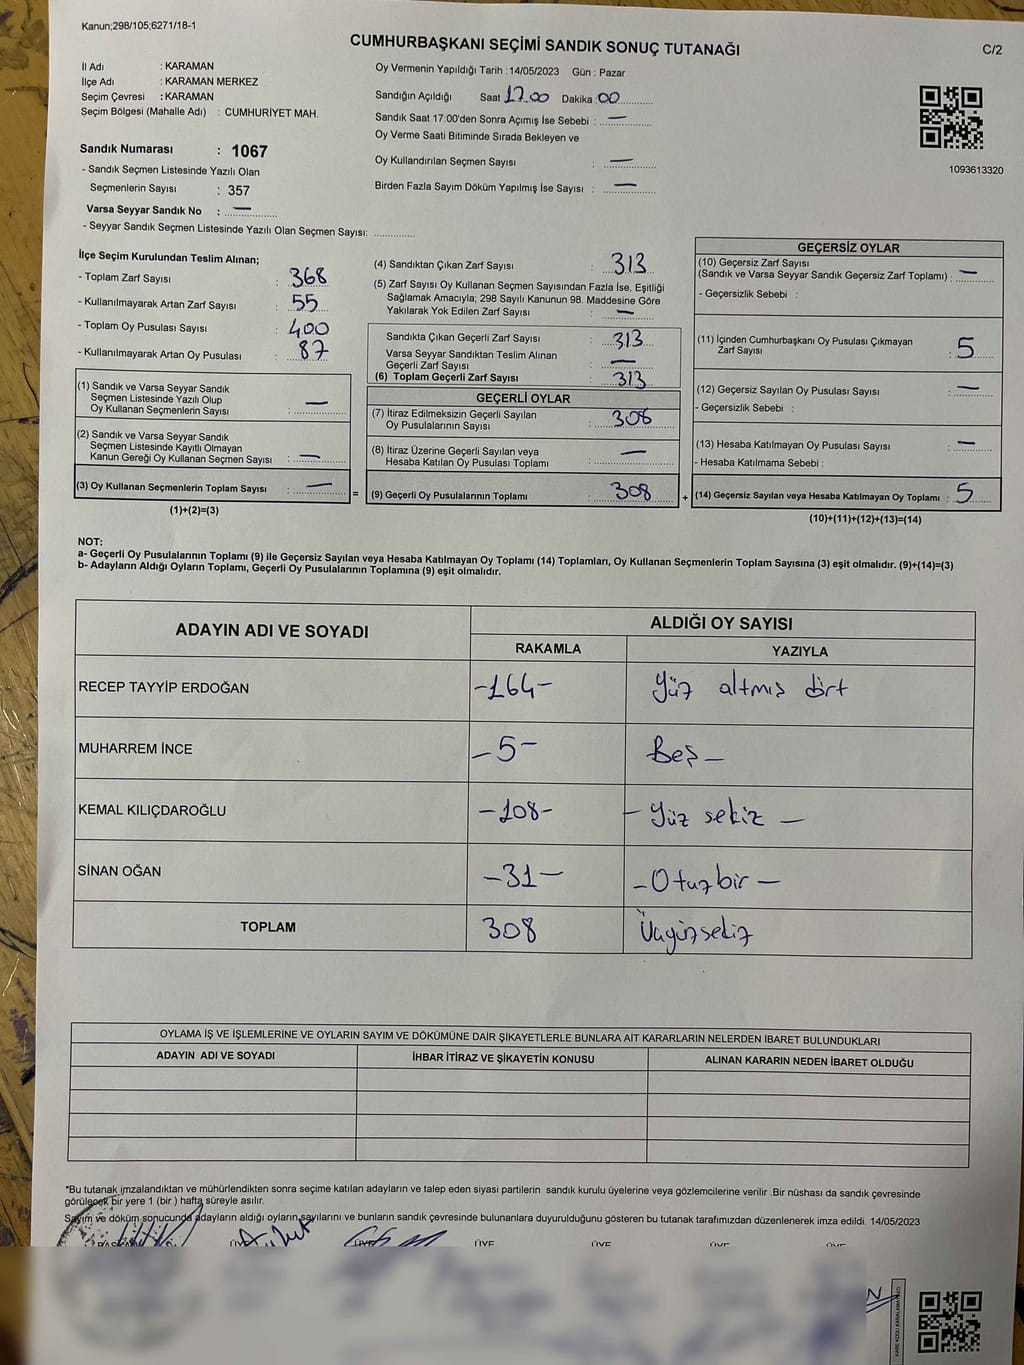 Kanun;298/105;6271/18-1
CUMHURBAŞKANI SEÇİMİ SANDIK SONUÇ TUTANAĞI
C/2
İl Adı : KARAMAN
İlçe Adı : KARAMAN MERKEZ
Seçim Çevresi : KARAMAN
Seçim Bölgesi (Mahalle Adı) : CUMHURİYET MAH.
Sandık Numarası : 1067
- Sandık Seçmen Listesinde Yazılı Olan
Seçmenlerin Sayısı : 357
Varsa Seyyar Sandık No : —
- Seyyar Sandık Seçmen Listesinde Yazılı Olan Seçmen Sayısı: ...............
Oy Vermenin Yapıldığı Tarih : 14/05/2023 Gün : Pazar
Sandığın Açıldığı Saat 17.00 Dakika : 00
Sandık Saat 17:00'den Sonra Açımış İse Sebebi : —
Oy Verme Saati Bitiminde Sırada Bekleyen ve
Oy Kullandırılan Seçmen Sayısı : —
Birden Fazla Sayım Döküm Yapılmış İse Sayısı : —
1093613320
İlçe Seçim Kurulundan Teslim Alınan;
- Toplam Zarf Sayısı : 368
- Kullanılmayarak Artan Zarf Sayısı : 55
- Toplam Oy Pusulası Sayısı : 400
- Kullanılmayarak Artan Oy Pusulası : 87
(1) Sandık ve Varsa Seyyar Sandık
Seçmen Listesinde Yazılı Olup
Oy Kullanan Seçmenlerin Sayısı : —
(2) Sandık ve Varsa Seyyar Sandık
Seçmen Listesinde Kayıtlı Olmayan
Kanun Gereği Oy Kullanan Seçmen Sayısı : —
(3) Oy Kullanan Seçmenlerin Toplam Sayısı : — =
(1)+(2)=(3)
(4) Sandıktan Çıkan Zarf Sayısı : 313
(5) Zarf Sayısı Oy Kullanan Seçmen Sayısından Fazla İse, Eşitliği
Sağlamak Amacıyla; 298 Sayılı Kanunun 98. Maddesine Göre
Yakılarak Yok Edilen Zarf Sayısı : —
Sandıkta Çıkan Geçerli Zarf Sayısı : 313
Varsa Seyyar Sandıktan Teslim Alınan
Geçerli Zarf Sayısı : —
(6) Toplam Geçerli Zarf Sayısı : 313
GEÇERLİ OYLAR
(7) İtiraz Edilmeksizin Geçerli Sayılan
Oy Pusulalarının Sayısı : 308
(8) İtiraz Üzerine Geçerli Sayılan veya
Hesaba Katılan Oy Pusulası Toplamı : —
(9) Geçerli Oy Pusulalarının Toplamı : 308 +
GEÇERSİZ OYLAR
(10) Geçersiz Zarf Sayısı
(Sandık ve Varsa Seyyar Sandık Geçersiz Zarf Toplamı) : —
- Geçersizlik Sebebi :
(11) İçinden Cumhurbaşkanı Oy Pusulası Çıkmayan
Zarf Sayısı : 5
(12) Geçersiz Sayılan Oy Pusulası Sayısı : —
- Geçersizlik Sebebi :
(13) Hesaba Katılmayan Oy Pusulası Sayısı : —
- Hesaba Katılmama Sebebi :
(14) Geçersiz Sayılan veya Hesaba Katılmayan Oy Toplamı : 5
(10)+(11)+(12)+(13)=(14)
NOT:
a- Geçerli Oy Pusulalarının Toplamı (9) ile Geçersiz Sayılan veya Hesaba Katılmayan Oy Toplamı (14) Toplamları, Oy Kullanan Seçmenlerin Toplam Sayısına (3) eşit olmalıdır. (9)+(14)=(3)
b- Adayların Aldığı Oyların Toplamı, Geçerli Oy Pusulalarının Toplamına (9) eşit olmalıdır.
ADAYIN ADI VE SOYADI ALDIĞI OY SAYISI
RAKAMLA YAZIYLA
RECEP TAYYİP ERDOĞAN -164- Yüz altmış dört
MUHARREM İNCE -5- Beş -
KEMAL KILIÇDAROĞLU -108- - Yüz sekiz -
SİNAN OĞAN -31- - Otuzbir -
TOPLAM 308 Üçyüzsekiz
OYLAMA İŞ VE İŞLEMLERİNE VE OYLARIN SAYIM VE DÖKÜMÜNE DAİR ŞİKAYETLERLE BUNLARA AİT KARARLARIN NELERDEN İBARET BULUNDUKLARI
ADAYIN ADI VE SOYADI İHBAR İTİRAZ VE ŞİKAYETİN KONUSU ALINAN KARARIN NEDEN İBARET OLDUĞU
*Bu tutanak imzalandıktan ve mühürlendikten sonra seçime katılan adayların ve talep eden siyasi partilerin sandık kurulu üyelerine veya gözlemcilerine verilir .Bir nüshası da sandık çevresinde
görülecek bir yere 1 (bir ) hafta süreyle asılır.
Sayım ve döküm sonucunda adayların aldığı oyların sayılarını ve bunların sandık çevresinde bulunanlara duyurulduğunu gösteren bu tutanak tarafımızdan düzenlenerek imza edildi. 14/05/2023
ÜYE ÜYE ÜYE ÜYE